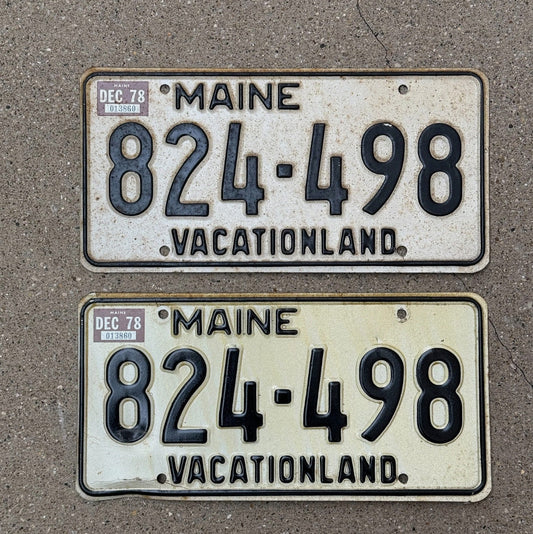 MAINE
DEC 78
013860
MAINE
824-498
VACATIONLAND
MAINE
DEC 78
013860
MAINE
824-498
VACATIONLAND